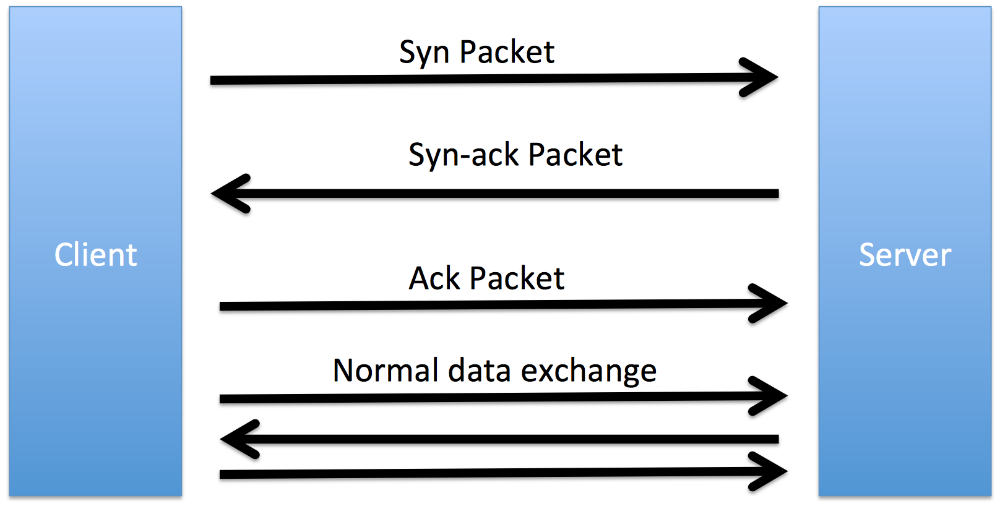 Syn Packet
Syn-ack Packet
Client
Server
Ack Packet
Normal data exchange